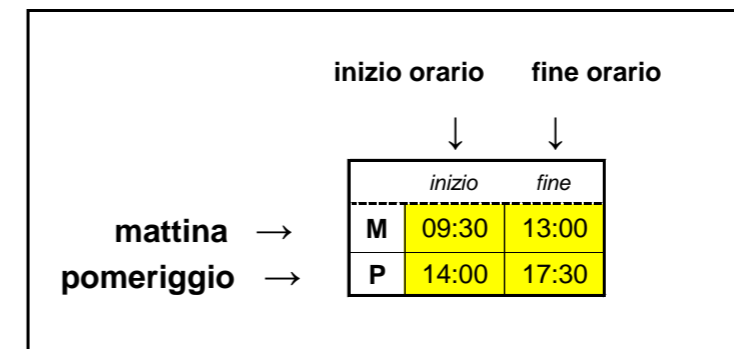 inizio orario fine orario
↓ ↓
inizio fine
mattina → M 09:30 13:00
pomeriggio → P 14:00 17:30